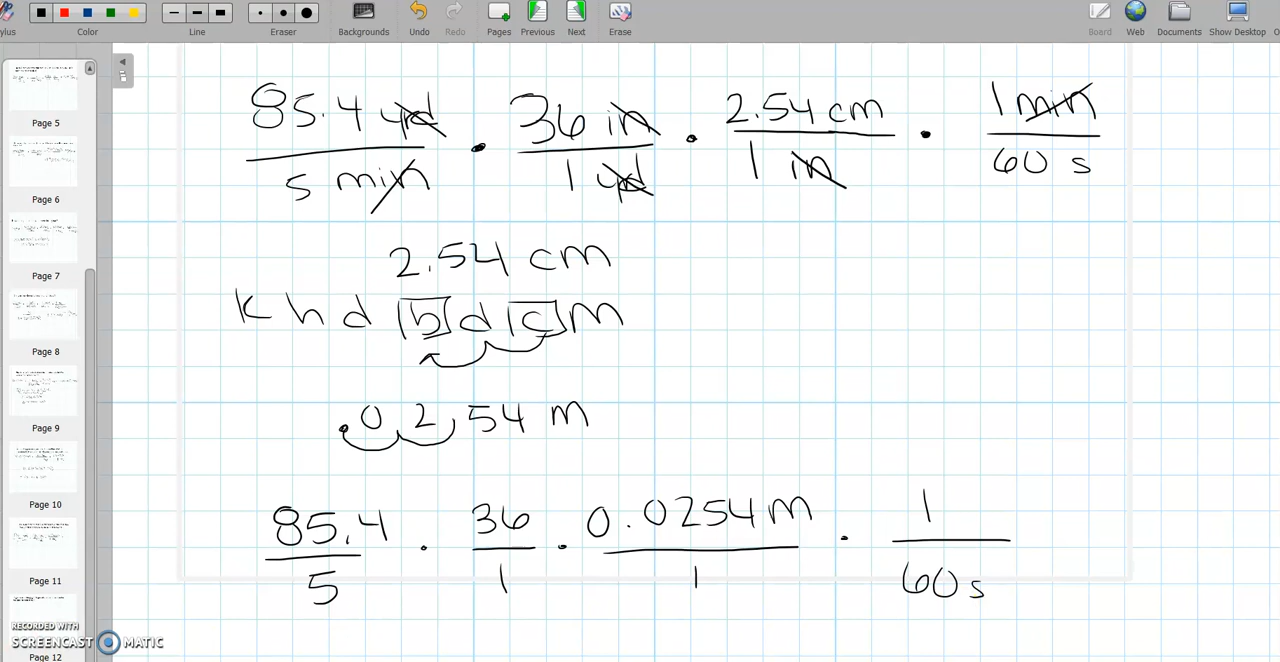 Color Line Eraser Backgrounds Undo Redo Pages Previous Next Erase Board Web Documents Show Desktop
Page 5
Page 6
Page 7
Page 8
Page 9
Page 10
Page 11
Page 12
RECORDED WITH
SCREENCAST MATIC
85.4 yd · 36 in · 2.54 cm · 1 min
5 min 1 yd 1 in 60 s
2.54 cm
k h d b d c m
.0 2 54 m
85.4 · 36 · 0.0254 m · 1
5 1 1 60 s